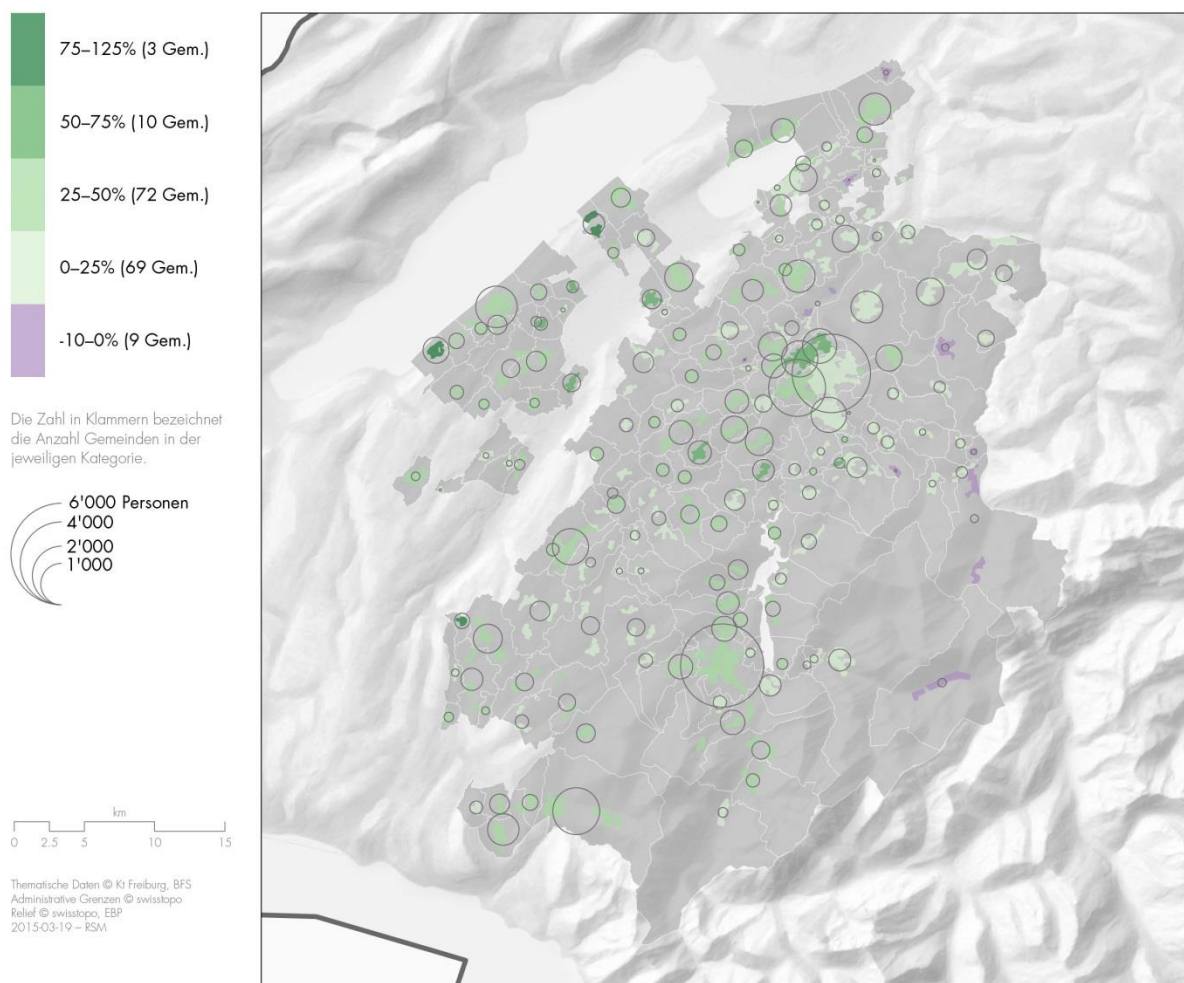 75–125% (3 Gem.)
50–75% (10 Gem.)
25–50% (72 Gem.)
0–25% (69 Gem.)
-10–0% (9 Gem.)
Die Zahl in Klammern bezeichnet
die Anzahl Gemeinden in der
jeweiligen Kategorie.
6'000 Personen
4'000
2'000
1'000
km
0 2.5 5 10 15
Thematische Daten © Kt Freiburg, BFS
Administrative Grenzen © swisstopo
Relief © swisstopo, EBP
2015-03-19 – RSM